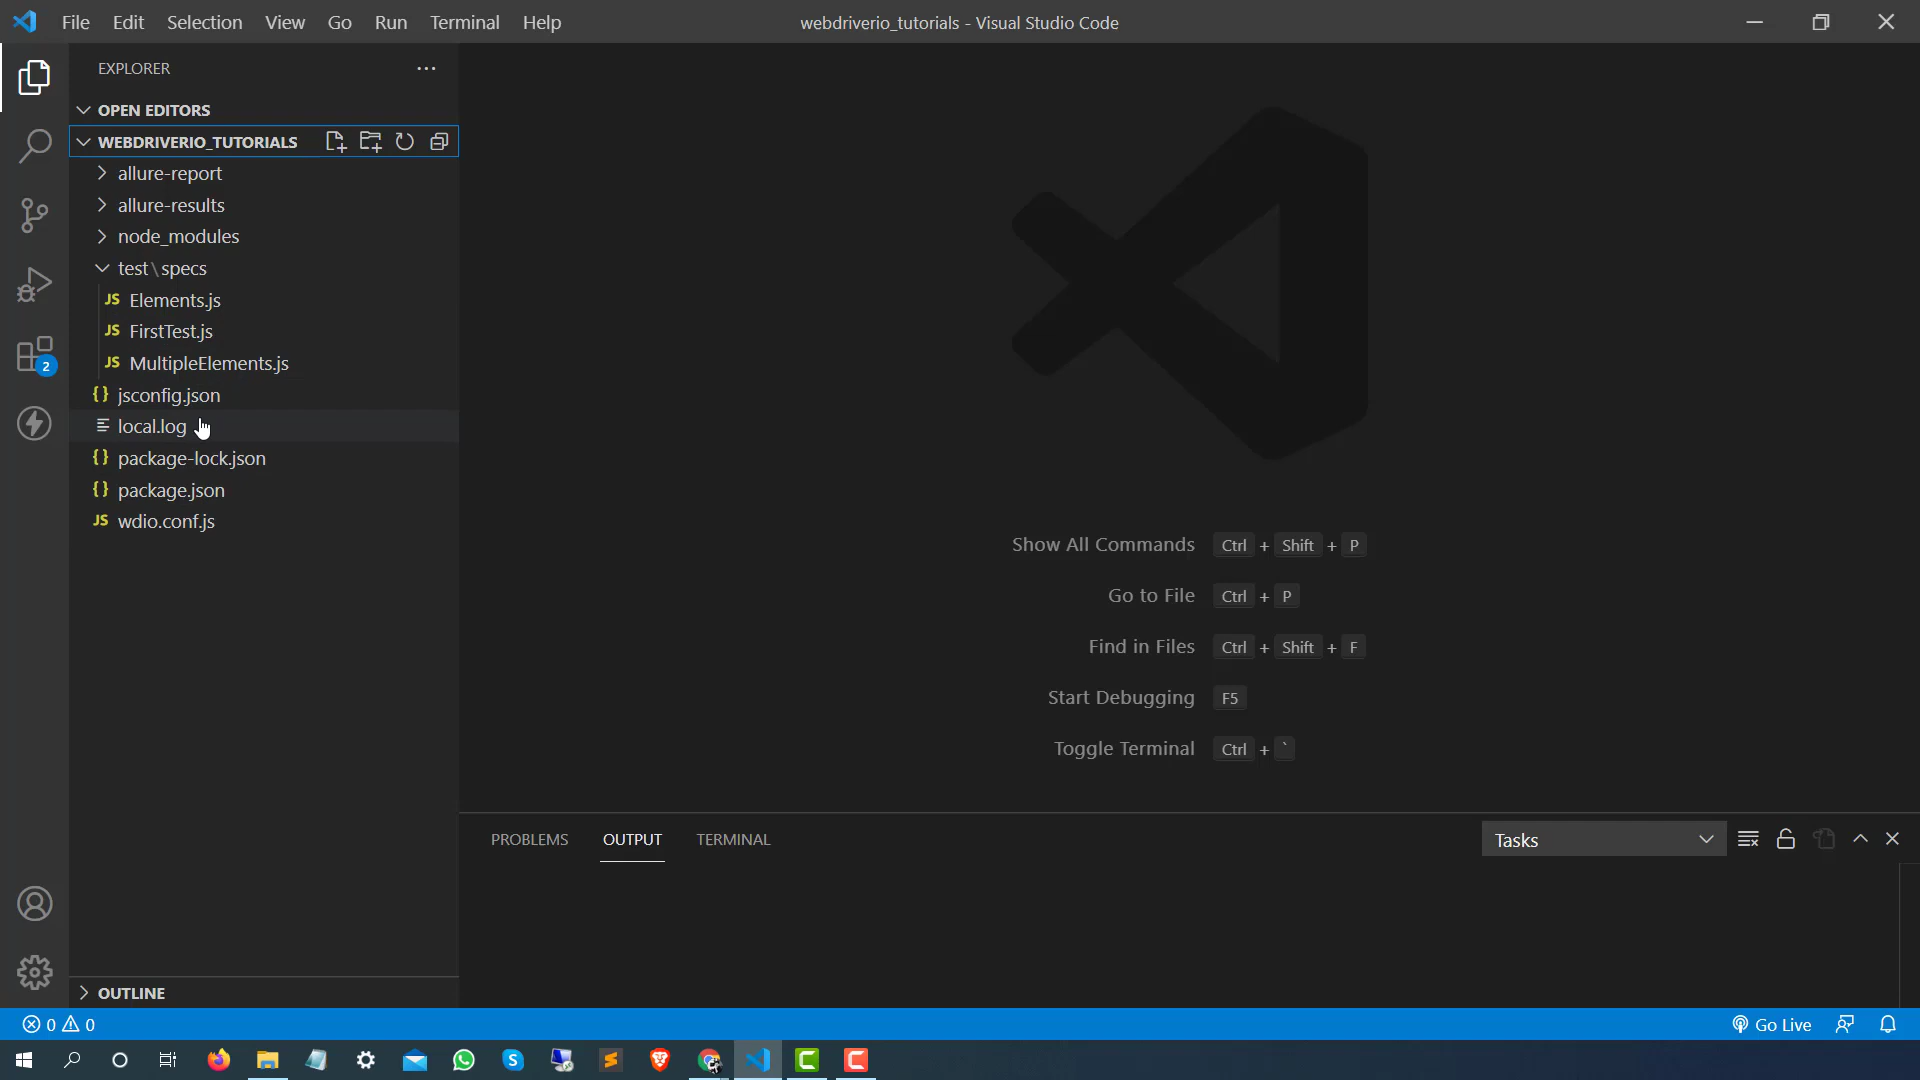 File Edit Selection View Go Run Terminal Help
webdriverio_tutorials - Visual Studio Code
EXPLORER
OPEN EDITORS
WEBDRIVERIO_TUTORIALS
allure-report
allure-results
node_modules
test\specs
JS Elements.js
JS FirstTest.js
JS MultipleElements.js
{} jsconfig.json
local.log
{} package-lock.json
{} package.json
JS wdio.conf.js
2
Show All Commands Ctrl + Shift + P
Go to File Ctrl + P
Find in Files Ctrl + Shift + F
Start Debugging F5
Toggle Terminal Ctrl + `
PROBLEMS OUTPUT TERMINAL
Tasks
OUTLINE
0 0
Go Live